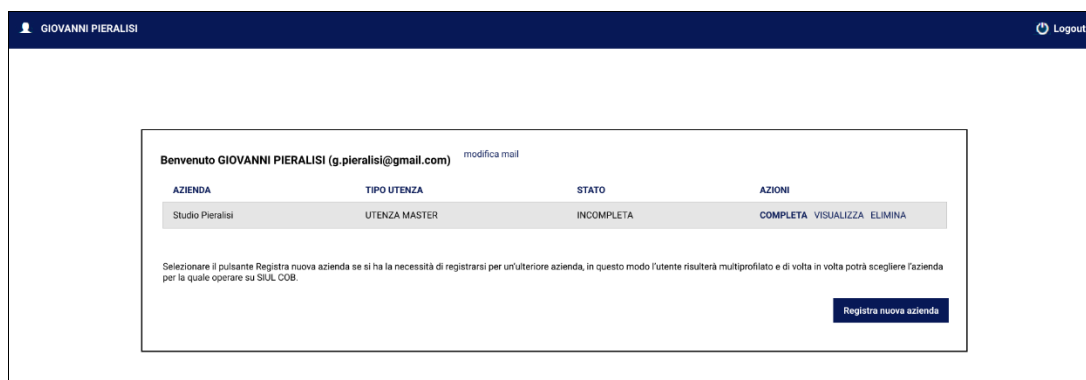 GIOVANNI PIERALISI
Logout
Benvenuto GIOVANNI PIERALISI (g.pieralisi@gmail.com) modifica mail
AZIENDA TIPO UTENZA STATO AZIONI
Studio Pieralisi UTENZA MASTER INCOMPLETA COMPLETA VISUALIZZA ELIMINA
Selezionare il pulsante Registra nuova azienda se si ha la necessità di registrarsi per un'ulteriore azienda, in questo modo l'utente risulterà multiprofilato e di volta in volta potrà scegliere l'azienda
per la quale operare su SIUL COB.
Registra nuova azienda